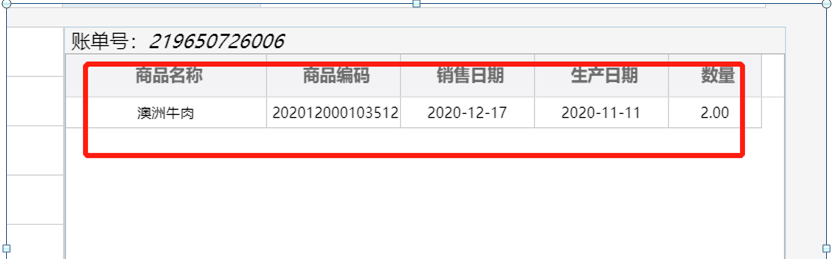 账单号：219650726006
商品名称 商品编码 销售日期 生产日期 数量
澳洲牛肉 202012000103512 2020-12-17 2020-11-11 2.00